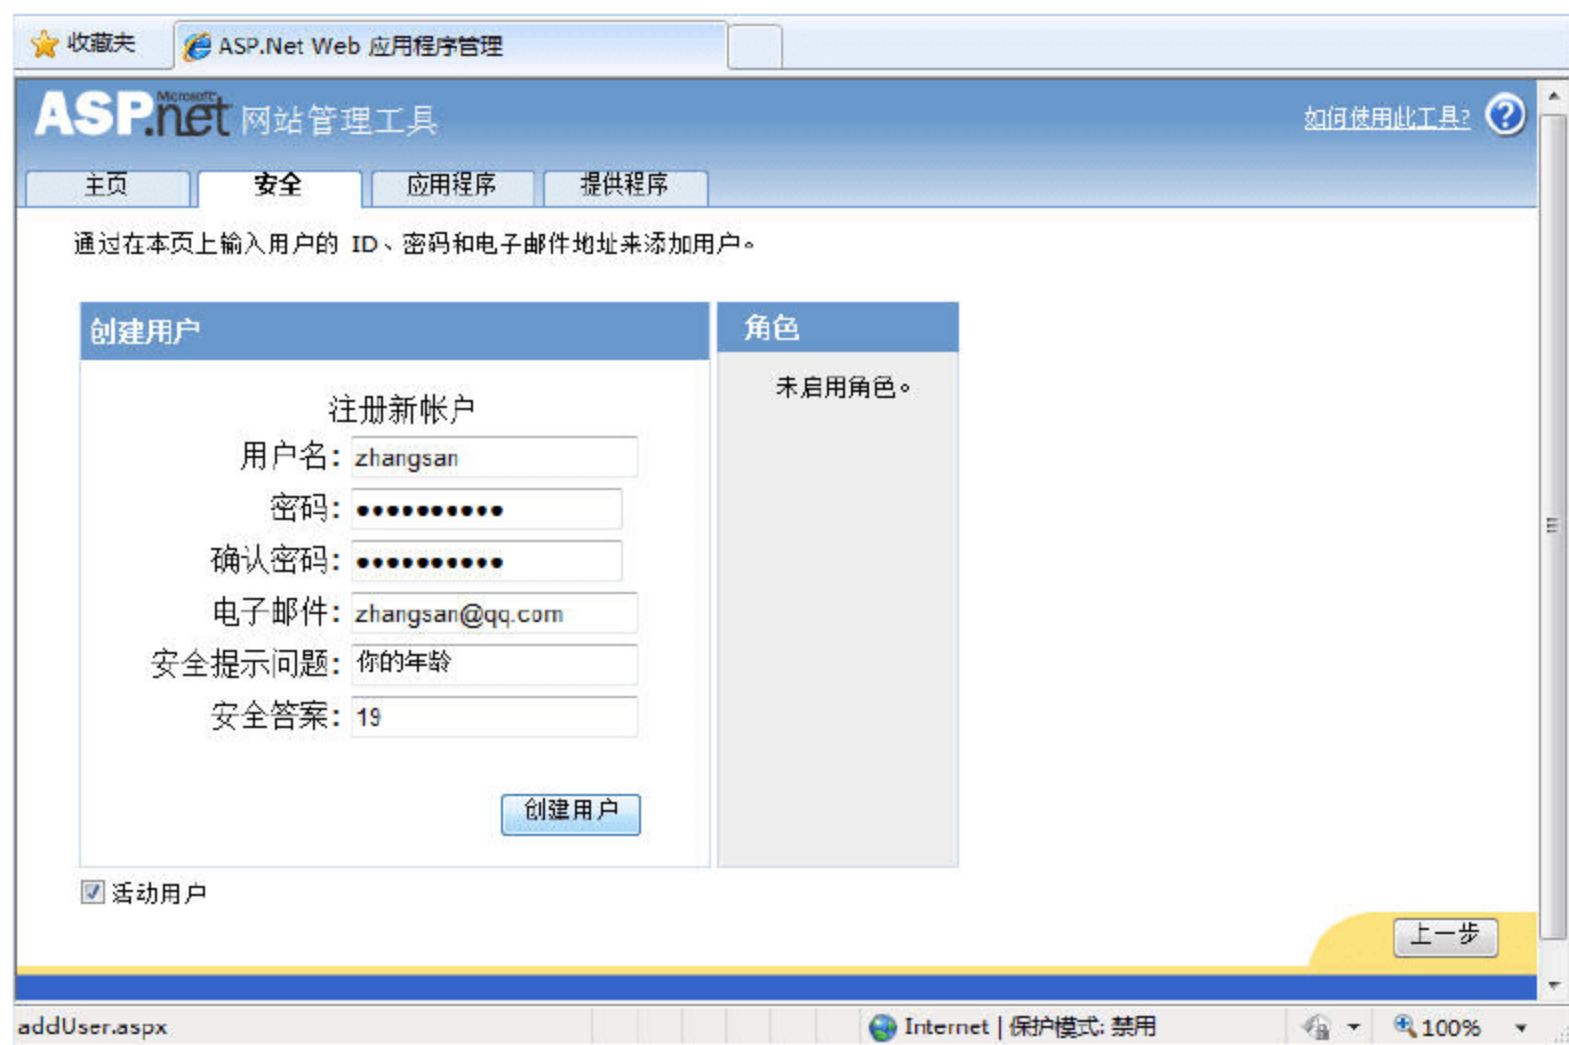 收藏夹
ASP.Net Web 应用程序管理
ASP.net Microsoft 网站管理工具
如何使用此工具?
主页 安全 应用程序 提供程序
通过在本页上输入用户的 ID、密码和电子邮件地址来添加用户。
创建用户
角色
未启用角色。
注册新帐户
用户名: zhangsan
密码: ●●●●●●●●●●
确认密码: ●●●●●●●●●●
电子邮件: zhangsan@qq.com
安全提示问题: 你的年龄
安全答案: 19
创建用户
活动用户
上一步
addUser.aspx
Internet | 保护模式: 禁用
100%